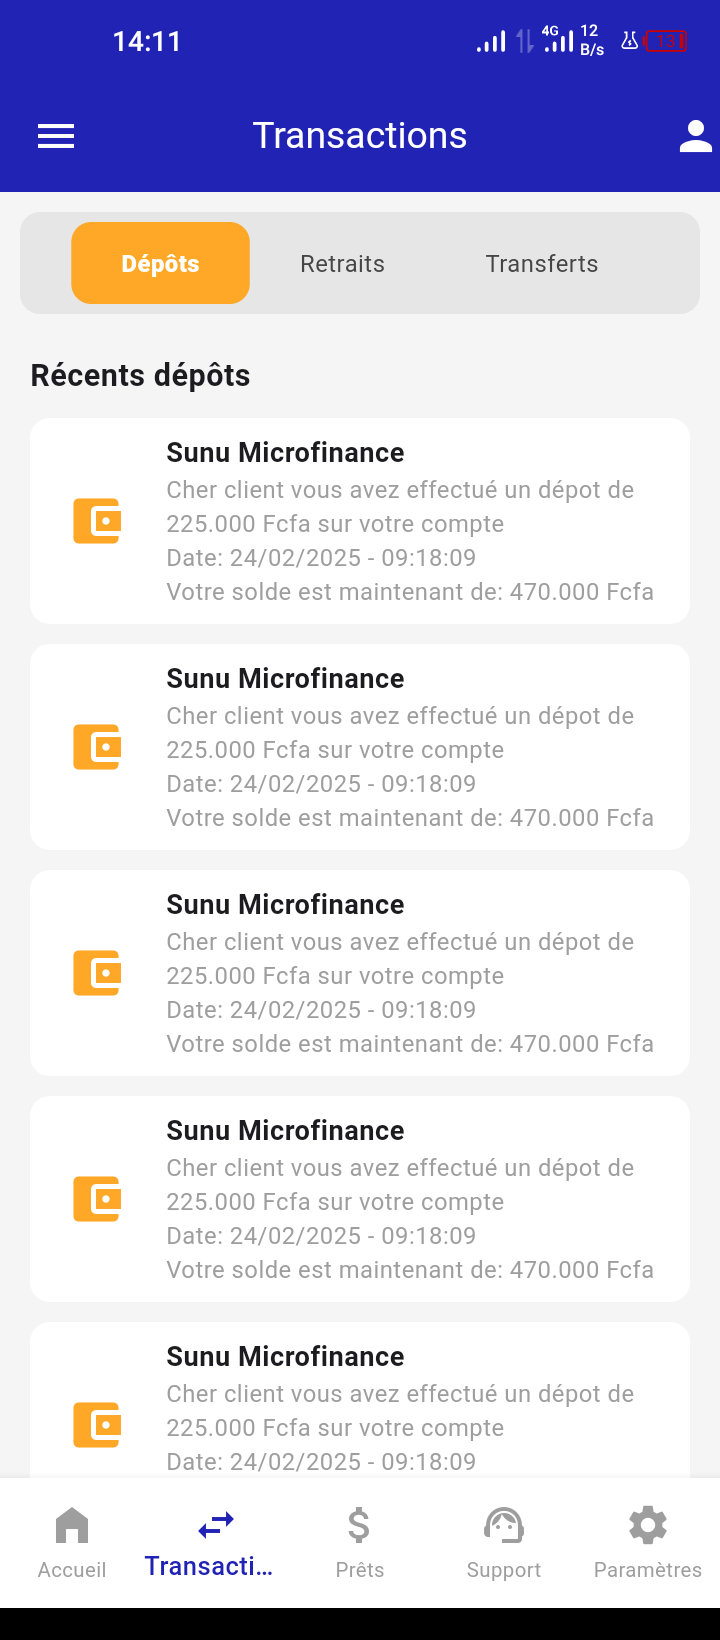 14:11
4G
12
B/s
13
Transactions
Dépôts
Retraits
Transferts
Récents dépôts
Sunu Microfinance
Cher client vous avez effectué un dépot de
225.000 Fcfa sur votre compte
Date: 24/02/2025 - 09:18:09
Votre solde est maintenant de: 470.000 Fcfa
Sunu Microfinance
Cher client vous avez effectué un dépot de
225.000 Fcfa sur votre compte
Date: 24/02/2025 - 09:18:09
Votre solde est maintenant de: 470.000 Fcfa
Sunu Microfinance
Cher client vous avez effectué un dépot de
225.000 Fcfa sur votre compte
Date: 24/02/2025 - 09:18:09
Votre solde est maintenant de: 470.000 Fcfa
Sunu Microfinance
Cher client vous avez effectué un dépot de
225.000 Fcfa sur votre compte
Date: 24/02/2025 - 09:18:09
Votre solde est maintenant de: 470.000 Fcfa
Sunu Microfinance
Cher client vous avez effectué un dépot de
225.000 Fcfa sur votre compte
Date: 24/02/2025 - 09:18:09
Accueil
Transacti...
Prêts
Support
Paramètres